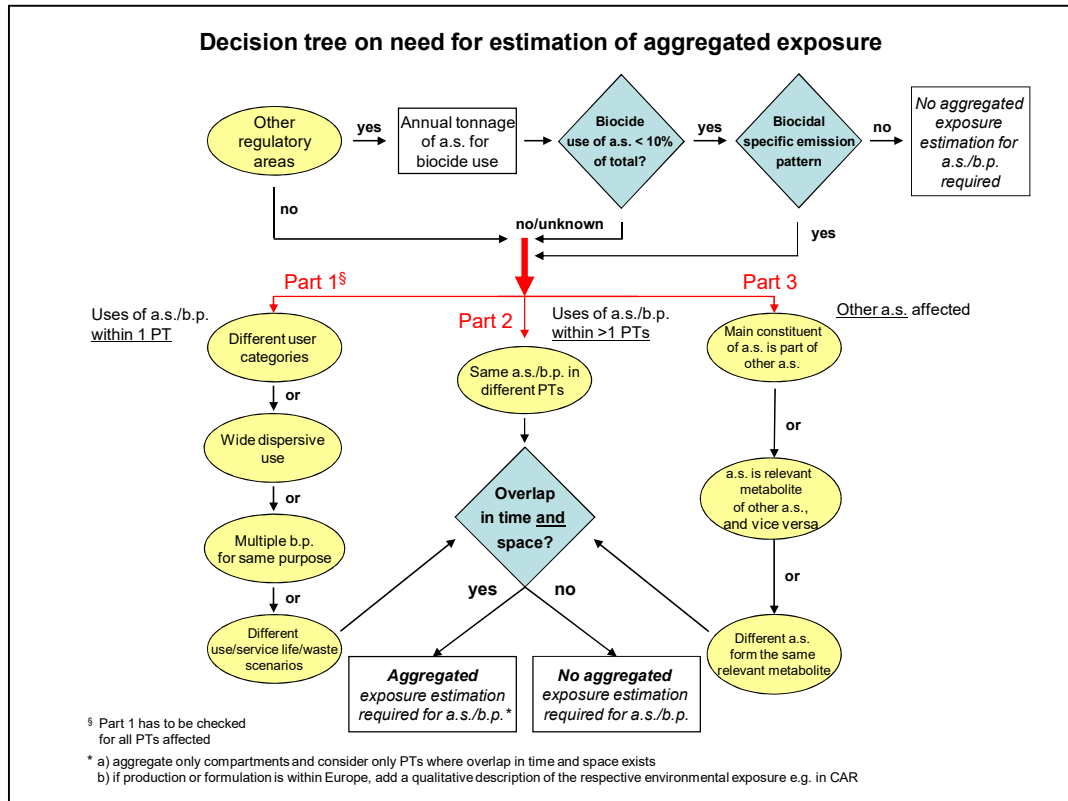 Decision tree on need for estimation of aggregated exposure
Other
regulatory
areas
yes
Annual tonnage
of a.s. for
biocide use
Biocide
use of a.s. < 10%
of total?
yes
Biocidal
specific emission
pattern
no
No aggregated
exposure
estimation for
a.s./b.p.
required
no
no/unknown
yes
Part 1§
Uses of a.s./b.p.
within 1 PT
Different user
categories
or
Wide dispersive
use
or
Multiple b.p.
for same purpose
or
Different
use/service life/waste
scenarios
Part 2
Uses of a.s./b.p.
within >1 PTs
Same a.s./b.p. in
different PTs
Overlap
in time and
space?
yes
no
Aggregated
exposure estimation
required for a.s./b.p.*
No aggregated
exposure estimation
required for a.s./b.p.
Part 3
Other a.s. affected
Main constituent
of a.s. is part of
other a.s.
or
a.s. is relevant
metabolite
of other a.s.,
and vice versa
or
Different a.s.
form the same
relevant metabolite
§ Part 1 has to be checked
for all PTs affected
* a) aggregate only compartments and consider only PTs where overlap in time and space exists
b) if production or formulation is within Europe, add a qualitative description of the respective environmental exposure e.g. in CAR